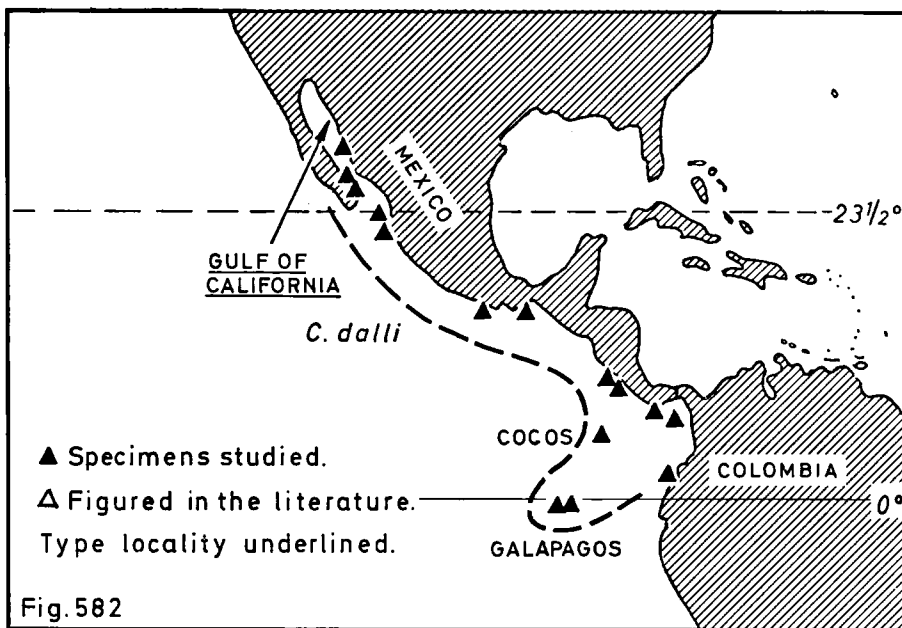 MEXICO
23½°
GULF OF
CALIFORNIA
C. dalli
COCOS
▲ Specimens studied.
COLOMBIA
△ Figured in the literature.
0°
Type locality underlined.
GALAPAGOS
Fig. 582